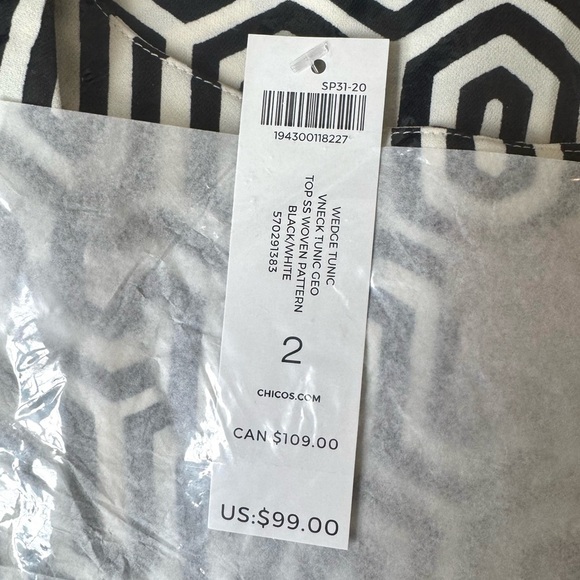 SP31-20
194300118227
WEDGE TUNIC
VNECK TUNIC GEO
TOP SS WOVEN PATTERN
BLACK/WHITE
570291383
2
CHICOS.COM
CAN $109.00
US:$99.00